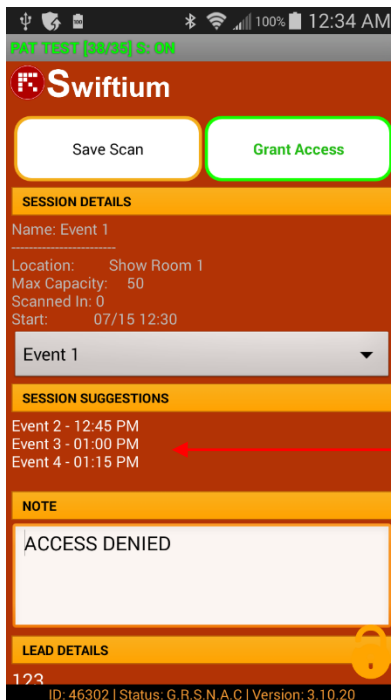 100% 12:34 AM
PAT TEST [36/35] S: ON
Swiftium
Save Scan
Grant Access
SESSION DETAILS
Name: Event 1
------------------------
Location: Show Room 1
Max Capacity: 50
Scanned In: 0
Start: 07/15 12:30
Event 1
SESSION SUGGESTIONS
Event 2 - 12:45 PM
Event 3 - 01:00 PM
Event 4 - 01:15 PM
NOTE
ACCESS DENIED
LEAD DETAILS
123
ID: 46302 | Status: G.R.S.N.A.C | Version: 3.10.20